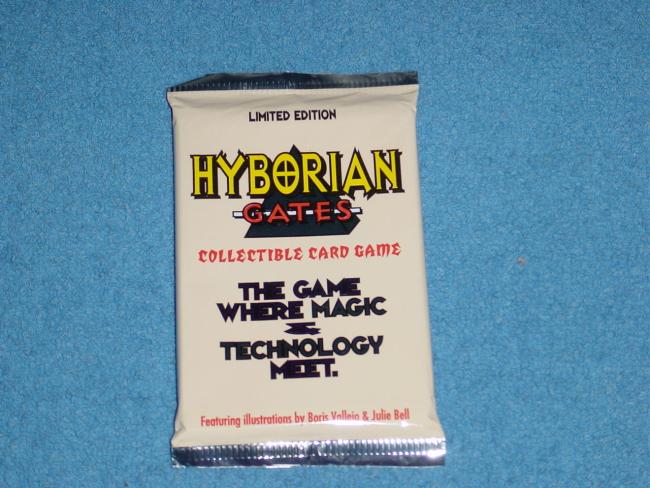 LIMITED EDITION
HYBORIAN
GATES
COLLECTIBLE CARD GAME
THE GAME
WHERE MAGIC
&
TECHNOLOGY
MEET.
Featuring illustrations by Boris Vallejo & Julie Bell